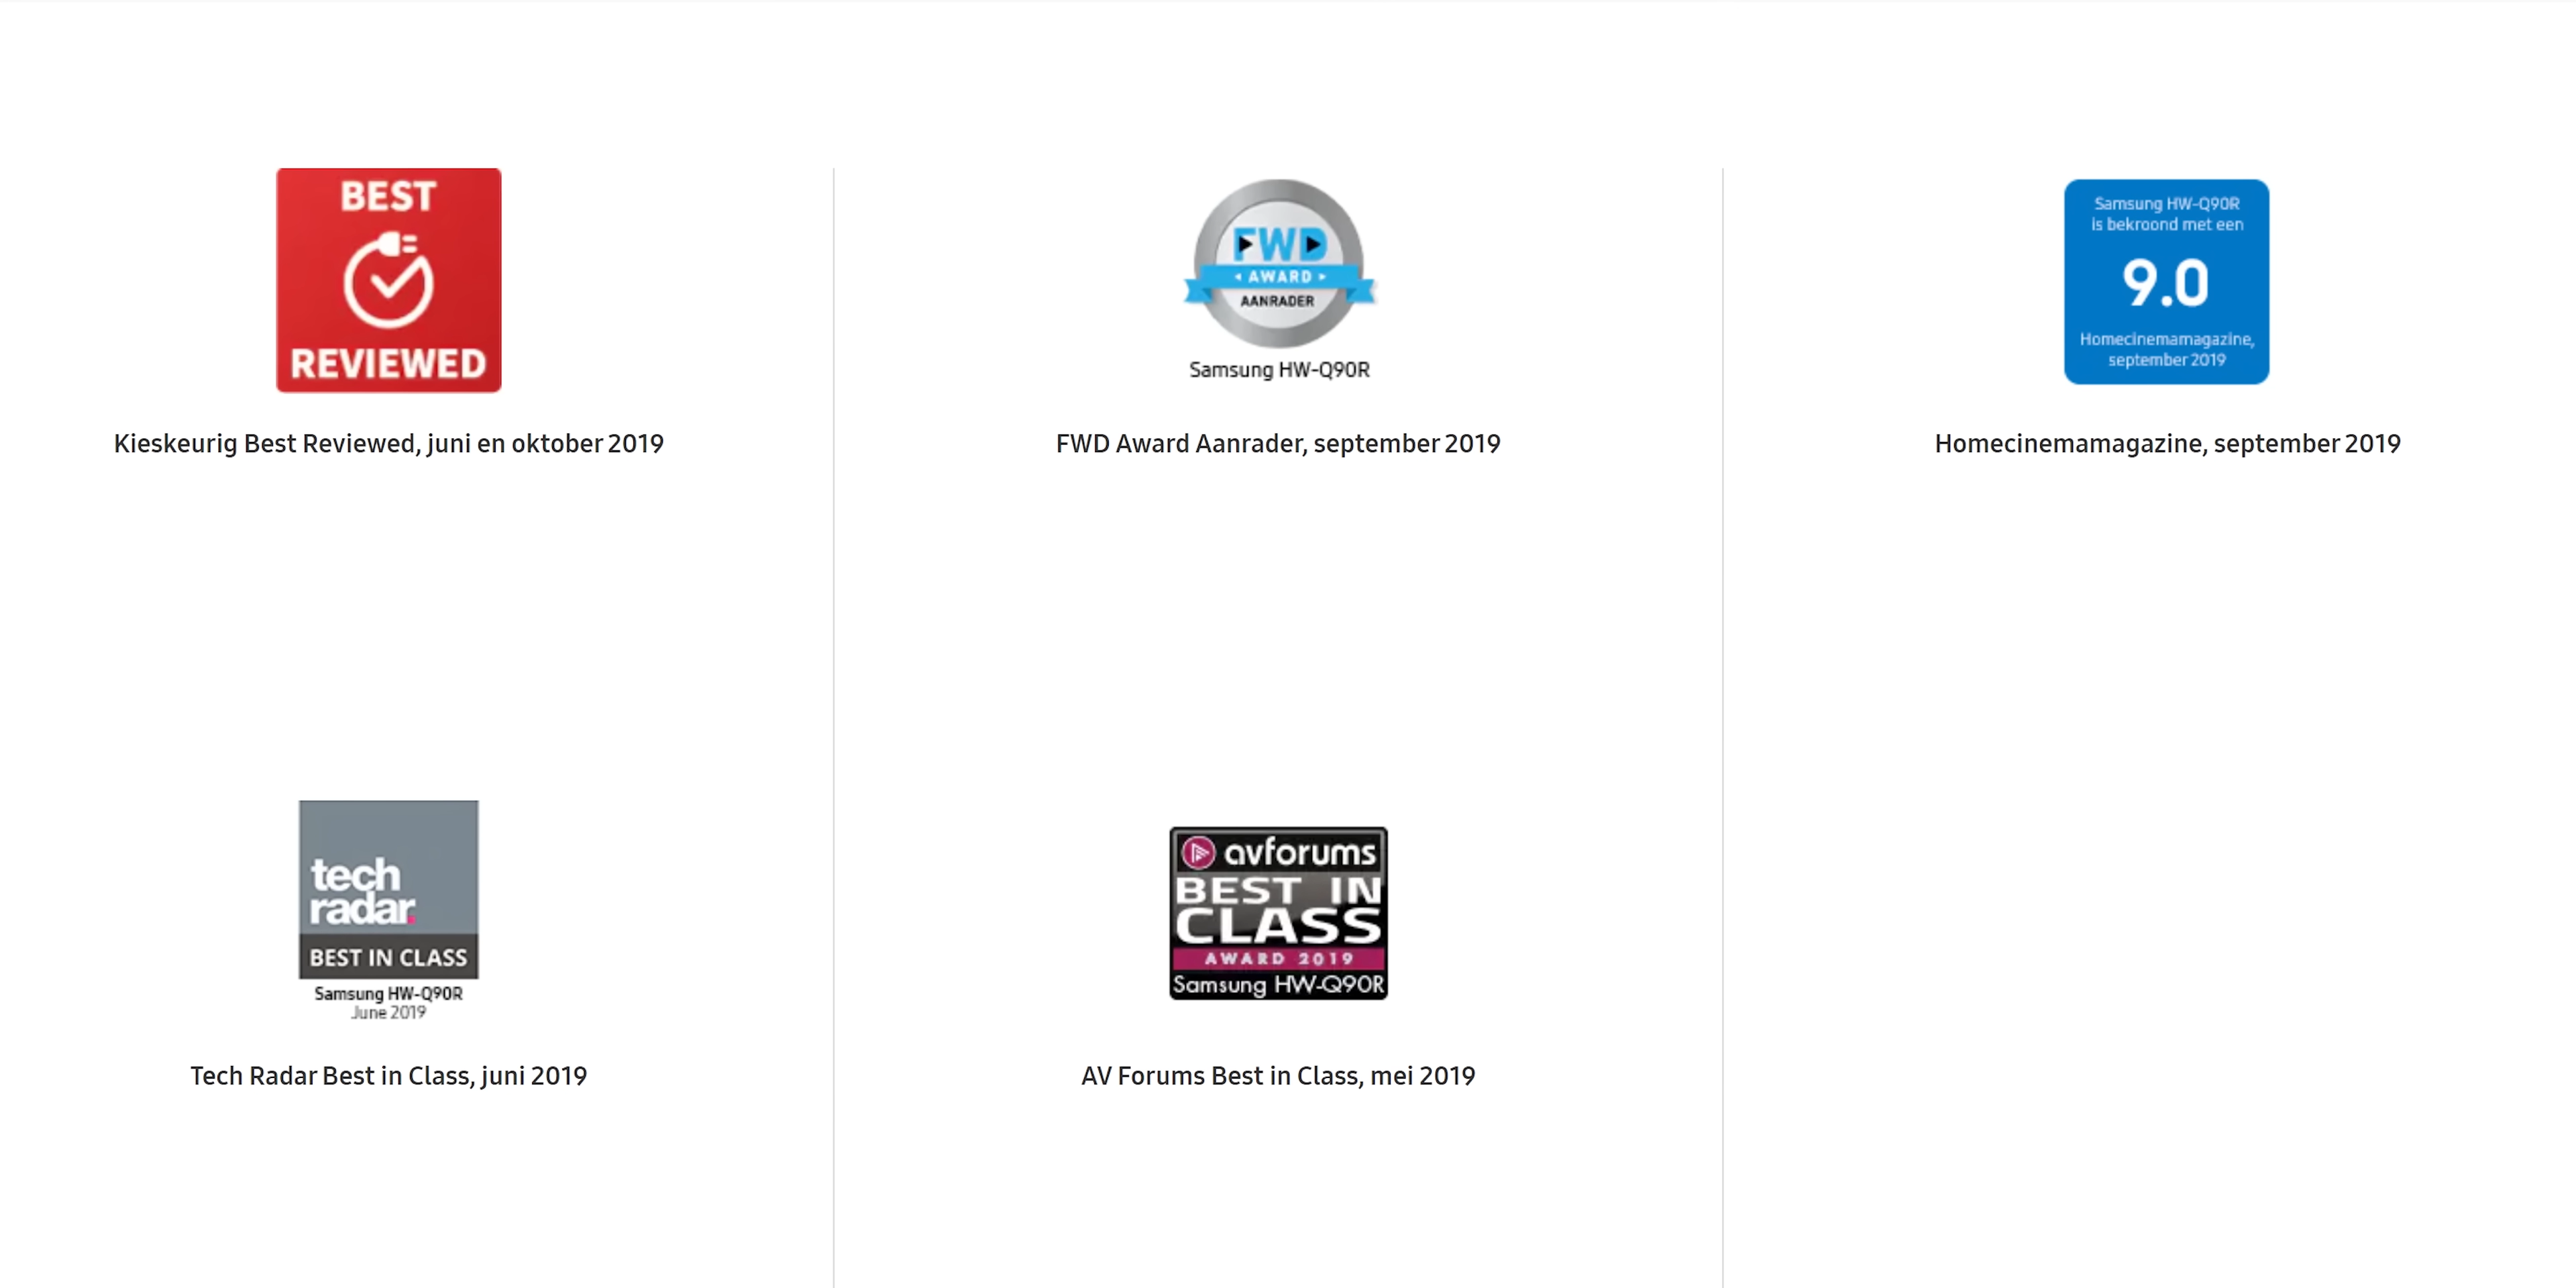 BEST
REVIEWED
Kieskeurig Best Reviewed, juni en oktober 2019
FWD
AWARD
AANRADER
Samsung HW-Q90R
FWD Award Aanrader, september 2019
Samsung HW-Q90R
is bekroond met een
9.0
Homecinemamagazine,
september 2019
Homecinemamagazine, september 2019
tech
radar.
BEST IN CLASS
Samsung HW-Q90R
June 2019
Tech Radar Best in Class, juni 2019
avforums
BEST IN
CLASS
AWARD 2019
Samsung HW-Q90R
AV Forums Best in Class, mei 2019